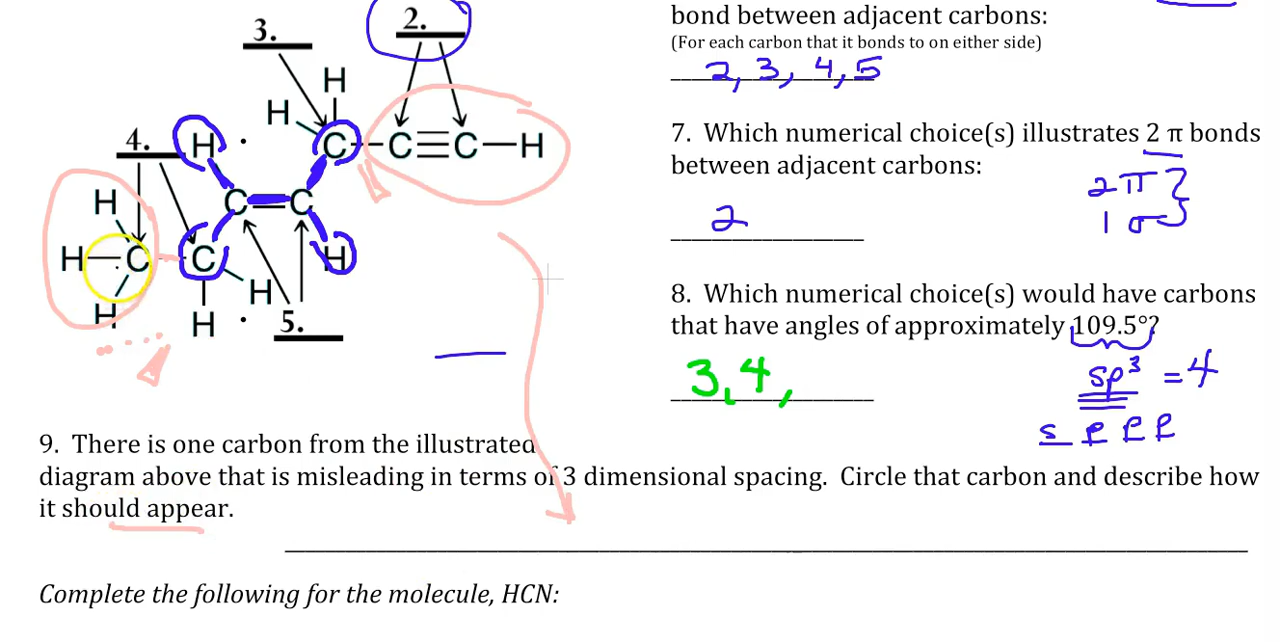 3.
2.
H
H
4.
H
C
C≡C—H
H
C=C
H—C
C
H
H
H
H
5.
bond between adjacent carbons:
(For each carbon that it bonds to on either side)
2, 3, 4, 5
7. Which numerical choice(s) illustrates 2 π bonds
between adjacent carbons:
2π
1 σ
2
8. Which numerical choice(s) would have carbons
that have angles of approximately 109.5°?
3, 4,
sp³ = 4
s p p p
9. There is one carbon from the illustrated
diagram above that is misleading in terms of 3 dimensional spacing. Circle that carbon and describe how
it should appear.
Complete the following for the molecule, HCN: